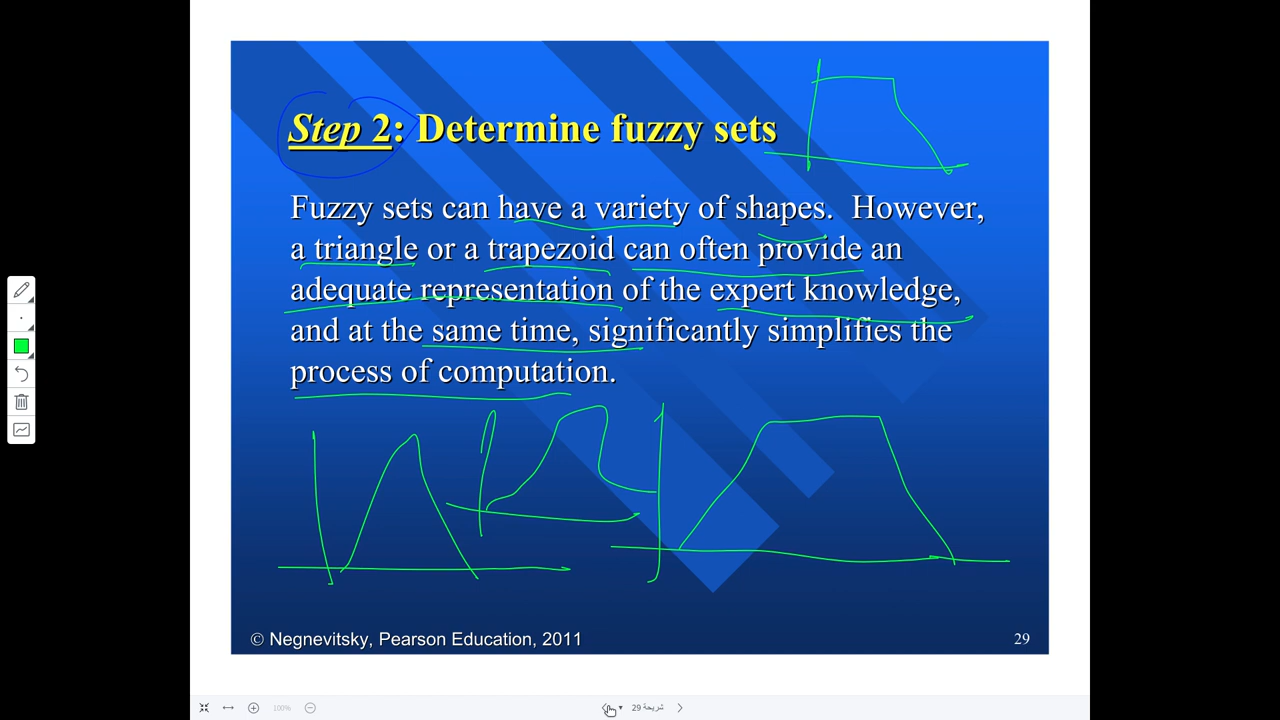 Step 2: Determine fuzzy sets
Fuzzy sets can have a variety of shapes. However,
a triangle or a trapezoid can often provide an
adequate representation of the expert knowledge,
and at the same time, significantly simplifies the
process of computation.
© Negnevitsky, Pearson Education, 2011
29
100%
شريحة 29